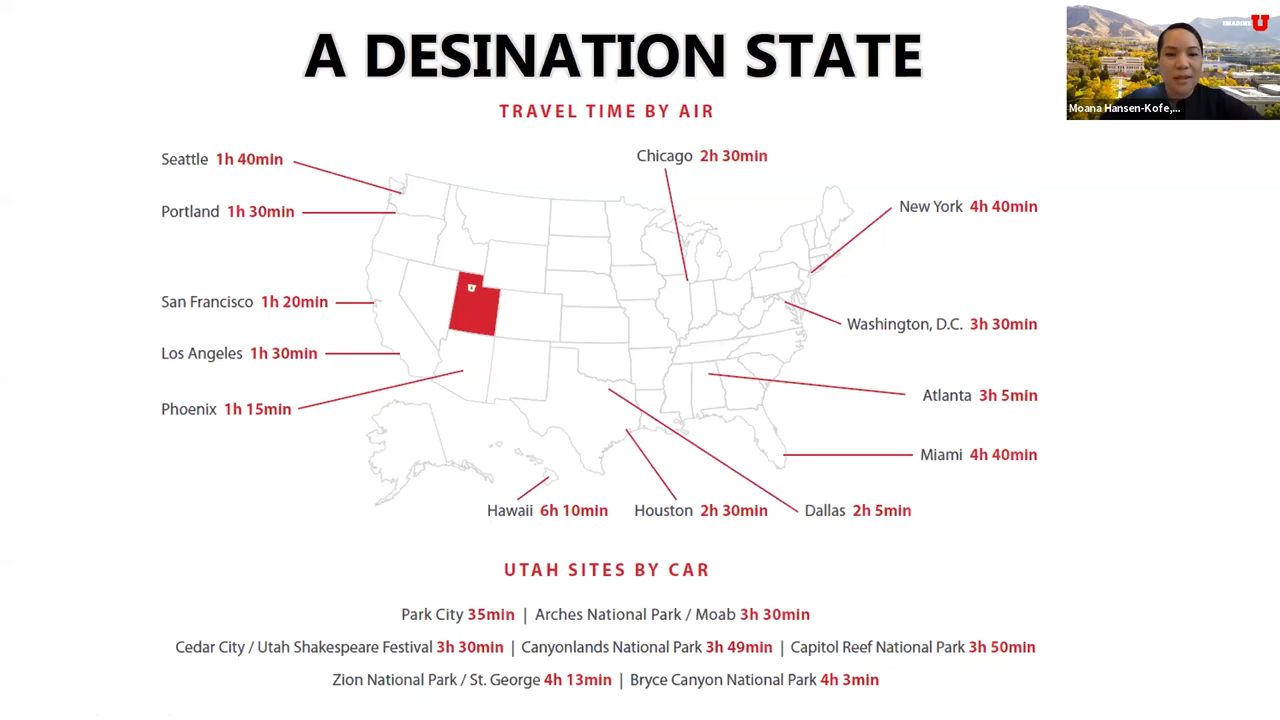 A DESINATION STATE
TRAVEL TIME BY AIR
Seattle 1h 40min
Chicago 2h 30min
Portland 1h 30min
New York 4h 40min
San Francisco 1h 20min
Washington, D.C. 3h 30min
Los Angeles 1h 30min
Atlanta 3h 5min
Phoenix 1h 15min
Miami 4h 40min
Hawaii 6h 10min
Houston 2h 30min
Dallas 2h 5min
UTAH SITES BY CAR
Park City 35min | Arches National Park / Moab 3h 30min
Cedar City / Utah Shakespeare Festival 3h 30min | Canyonlands National Park 3h 49min | Capitol Reef National Park 3h 50min
Zion National Park / St. George 4h 13min | Bryce Canyon National Park 4h 3min
IMAGINE U
Moana Hansen-Kofe,...